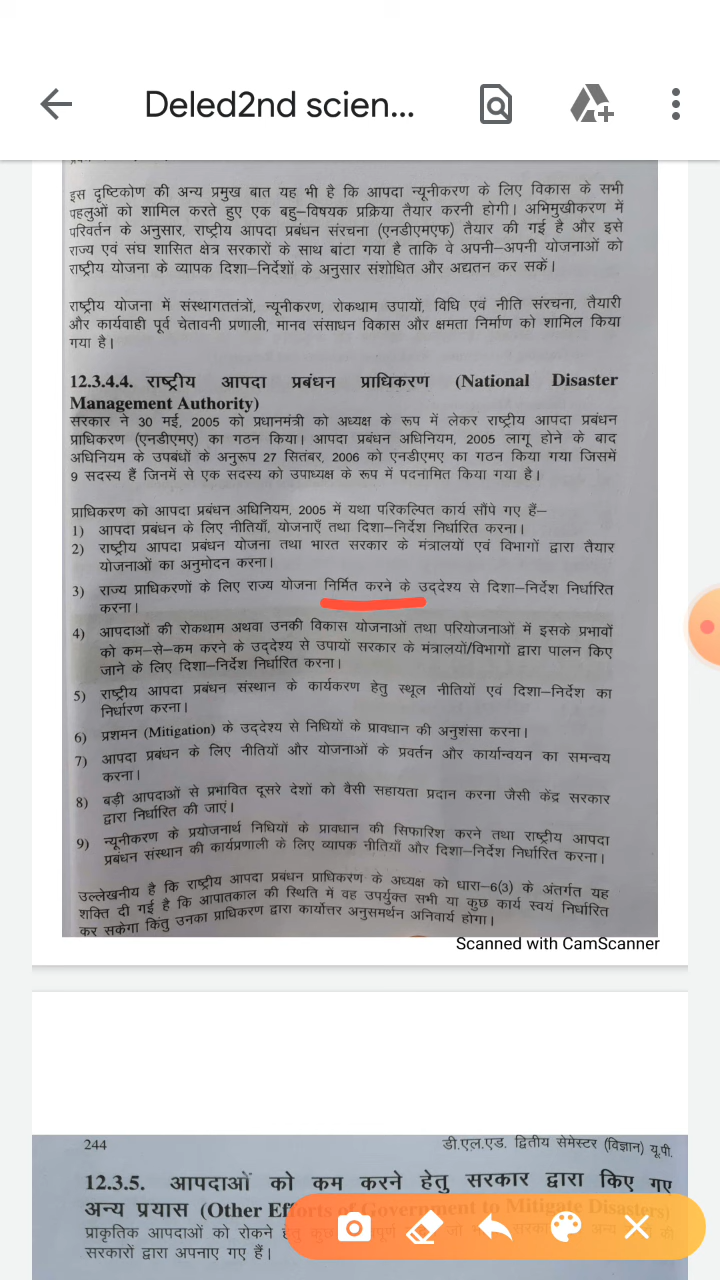 Deled2nd scien...
इस दृष्टिकोण की अन्य प्रमुख बात यह भी है कि आपदा न्यूनीकरण के लिए विकास के सभी
पहलुओं को शामिल करते हुए एक बहु-विषयक प्रक्रिया तैयार करनी होगी। अभिमुखीकरण में
परिवर्तन के अनुसार, राष्ट्रीय आपदा प्रबंधन संरचना (एनडीएमएफ) तैयार की गई है और इसे
राज्य एवं संघ शासित क्षेत्र सरकारों के साथ बांटा गया है ताकि वे अपनी-अपनी योजनाओं को
राष्ट्रीय योजना के व्यापक दिशा-निर्देशों के अनुसार संशोधित और अद्यतन कर सकें।
राष्ट्रीय योजना में संस्थागततंत्रों, न्यूनीकरण, रोकथाम उपायों, विधि एवं नीति संरचना, तैयारी
और कार्यवाही पूर्व चेतावनी प्रणाली, मानव संसाधन विकास और क्षमता निर्माण को शामिल किया
गया है।
12.3.4.4. राष्ट्रीय आपदा प्रबंधन प्राधिकरण (National Disaster
Management Authority)
सरकार ने 30 मई, 2005 को प्रधानमंत्री को अध्यक्ष के रूप में लेकर राष्ट्रीय आपदा प्रबंधन
प्राधिकरण (एनडीएमए) का गठन किया। आपदा प्रबंधन अधिनियम, 2005 लागू होने के बाद
अधिनियम के उपबंधों के अनुरूप 27 सितंबर, 2006 को एनडीएमए का गठन किया गया जिसमें
9 सदस्य हैं जिनमें से एक सदस्य को उपाध्यक्ष के रूप में पदनामित किया गया है।
प्राधिकरण को आपदा प्रबंधन अधिनियम, 2005 में यथा परिकल्पित कार्य सौंपे गए हैं–
1) आपदा प्रबंधन के लिए नीतियाँ, योजनाएँ तथा दिशा-निर्देश निर्धारित करना।
2) राष्ट्रीय आपदा प्रबंधन योजना तथा भारत सरकार के मंत्रालयों एवं विभागों द्वारा तैयार
योजनाओं का अनुमोदन करना।
3) राज्य प्राधिकरणों के लिए राज्य योजना निर्मित करने के उद्देश्य से दिशा-निर्देश निर्धारित
करना।
4) आपदाओं की रोकथाम अथवा उनकी विकास योजनाओं तथा परियोजनाओं में इसके प्रभावों
को कम-से-कम करने के उद्देश्य से उपायों सरकार के मंत्रालयों/विभागों द्वारा पालन किए
जाने के लिए दिशा-निर्देश निर्धारित करना।
5) राष्ट्रीय आपदा प्रबंधन संस्थान के कार्यकरण हेतु स्थूल नीतियों एवं दिशा-निर्देश का
निर्धारण करना।
6) प्रशमन (Mitigation) के उद्देश्य से निधियों के प्रावधान की अनुशंसा करना।
7) आपदा प्रबंधन के लिए नीतियों और योजनाओं के प्रवर्तन और कार्यान्वयन का समन्वय
करना।
8) बड़ी आपदाओं से प्रभावित दूसरे देशों को वैसी सहायता प्रदान करना जैसी केंद्र सरकार
द्वारा निर्धारित की जाएं।
9) न्यूनीकरण के प्रयोजनार्थ निधियों के प्रावधान की सिफारिश करने तथा राष्ट्रीय आपदा
प्रबंधन संस्थान की कार्यप्रणाली के लिए व्यापक नीतियाँ और दिशा-निर्देश निर्धारित करना।
उल्लेखनीय है कि राष्ट्रीय आपदा प्रबंधन प्राधिकरण के अध्यक्ष को धारा-6(3) के अंतर्गत यह
शक्ति दी गई है कि आपातकाल की स्थिति में वह उपर्युक्त सभी या कुछ कार्य स्वयं निर्धारित
कर सकेगा किंतु उनका प्राधिकरण द्वारा कार्योत्तर अनुसमर्थन अनिवार्य होगा।
Scanned with CamScanner
244 डी.एल.एड. द्वितीय सेमेस्टर (विज्ञान) यू.पी.
12.3.5. आपदाओं को कम करने हेतु सरकार द्वारा किए गए
अन्य प्रयास (Other Efforts of Government to Mitigate Disasters)
प्राकृतिक आपदाओं को रोकने
सरकारों द्वारा अपनाए गए हैं।